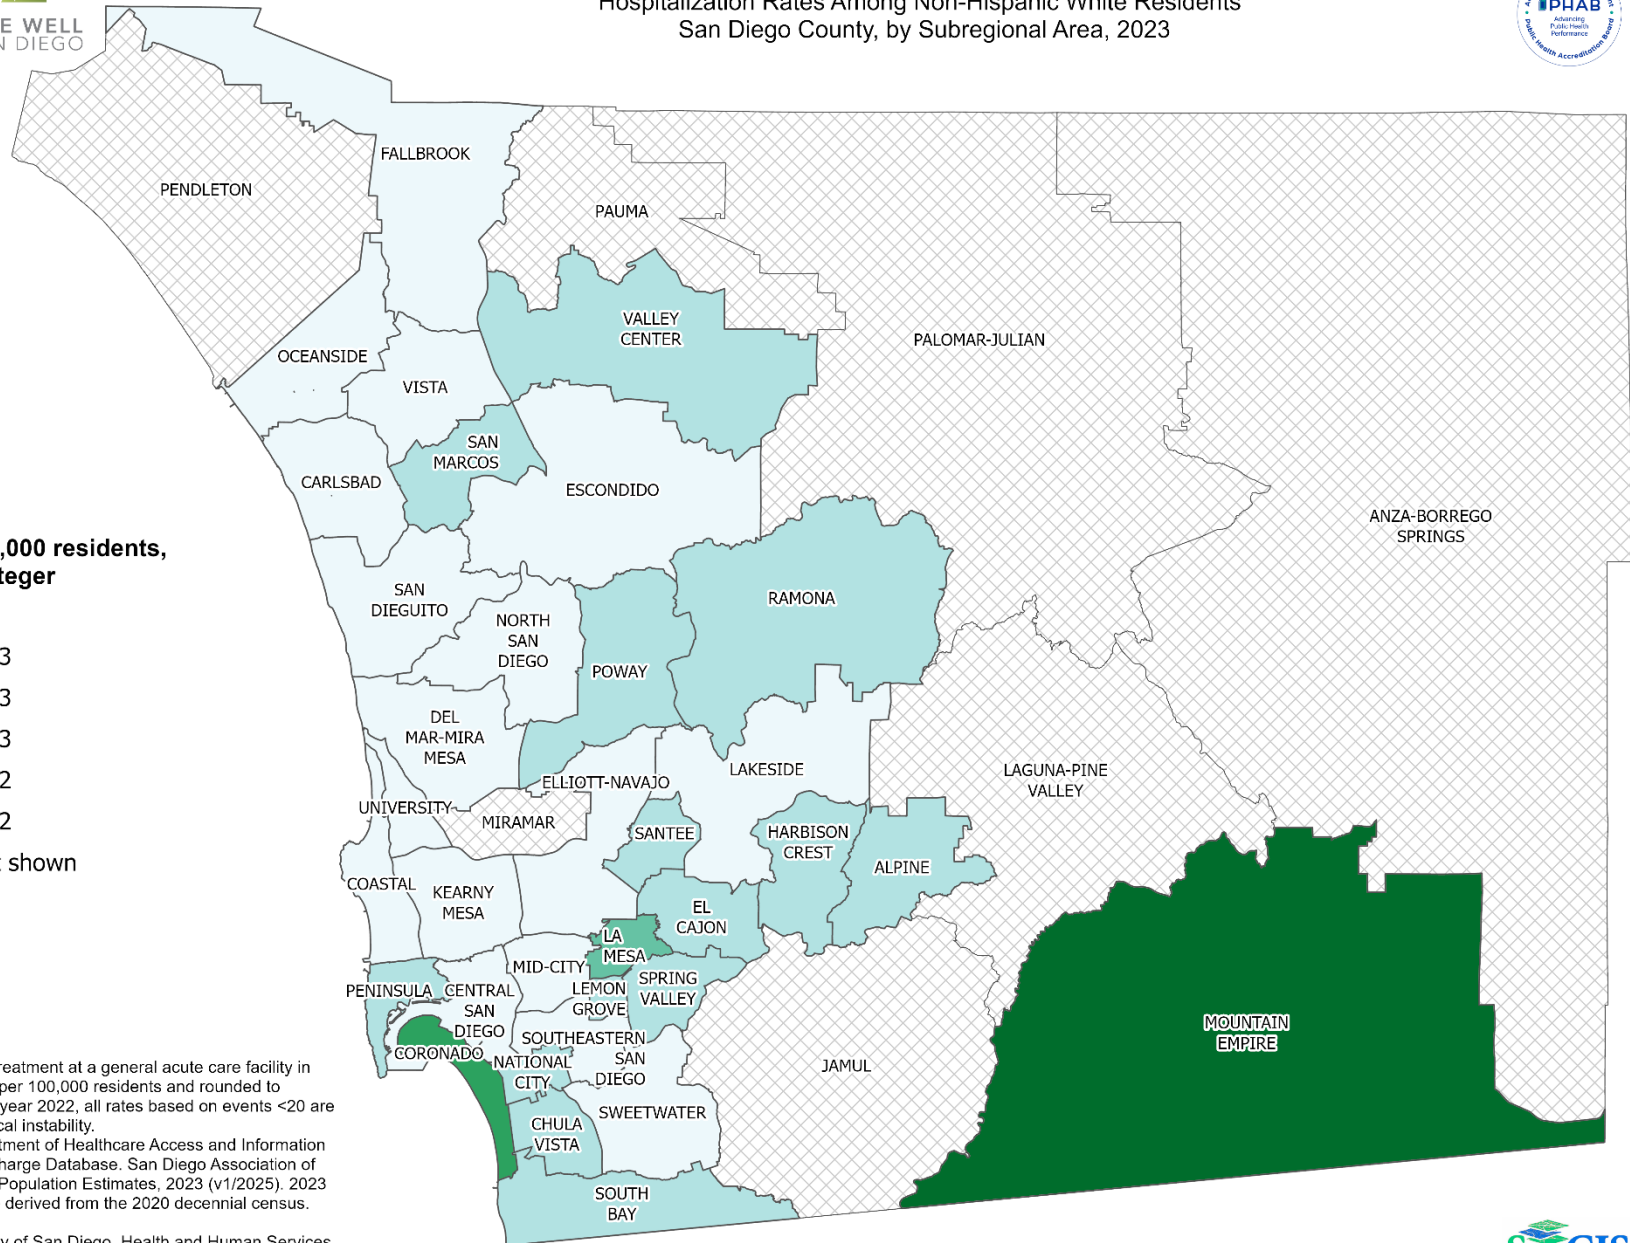 WELL
DIEGO
Hospitalization Rates Among Non-Hispanic White Residents
San Diego County, by Subregional Area, 2023
PHAB
Advancing
Public Health
Performance
Public Health Accreditation Board
FALLBROOK
PENDLETON
PAUMA
VALLEY
CENTER
PALOMAR-JULIAN
OCEANSIDE
VISTA
SAN
MARCOS
CARLSBAD
ESCONDIDO
ANZA-BORREGO
SPRINGS
,000 residents,
teger
SAN
DIEGUITO
RAMONA
NORTH
SAN
DIEGO
POWAY
3
3
3
2
2
shown
DEL
MAR-MIRA
MESA
LAKESIDE
LAGUNA-PINE
VALLEY
ELLIOTT-NAVAJO
UNIVERSITY
MIRAMAR
SANTEE
HARBISON
CREST
ALPINE
COASTAL
KEARNY
MESA
EL
CAJON
LA
MESA
MID-CITY
SPRING
VALLEY
PENINSULA
CENTRAL
SAN
DIEGO
LEMON
GROVE
MOUNTAIN
EMPIRE
SOUTHEASTERN
SAN
DIEGO
CORONADO
NATIONAL
CITY
JAMUL
SWEETWATER
CHULA
VISTA
SOUTH
BAY
reatment at a general acute care facility in
per 100,000 residents and rounded to
year 2022, all rates based on events <20 are
cal instability.
tment of Healthcare Access and Information
harge Database. San Diego Association of
Population Estimates, 2023 (v1/2025). 2023
derived from the 2020 decennial census.
y of San Diego, Health and Human Services